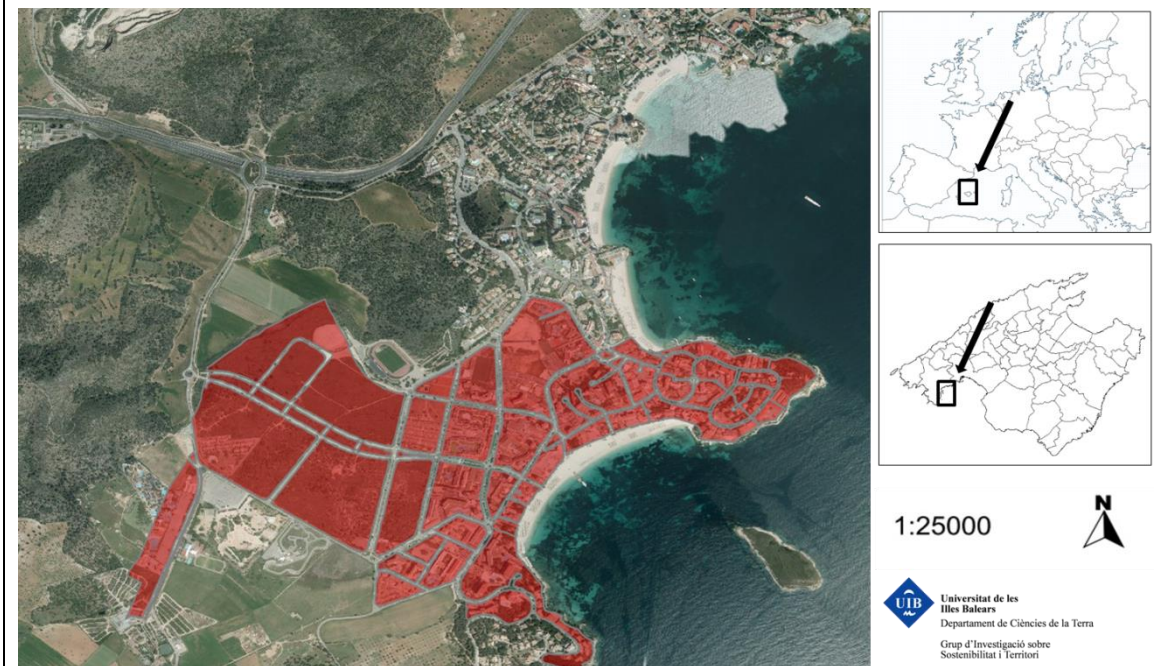 1:25000
N
UIB
Universitat de les
Illes Balears
Departament de Ciències de la Terra
Grup d'Investigació sobre
Sostenibilitat i Territori